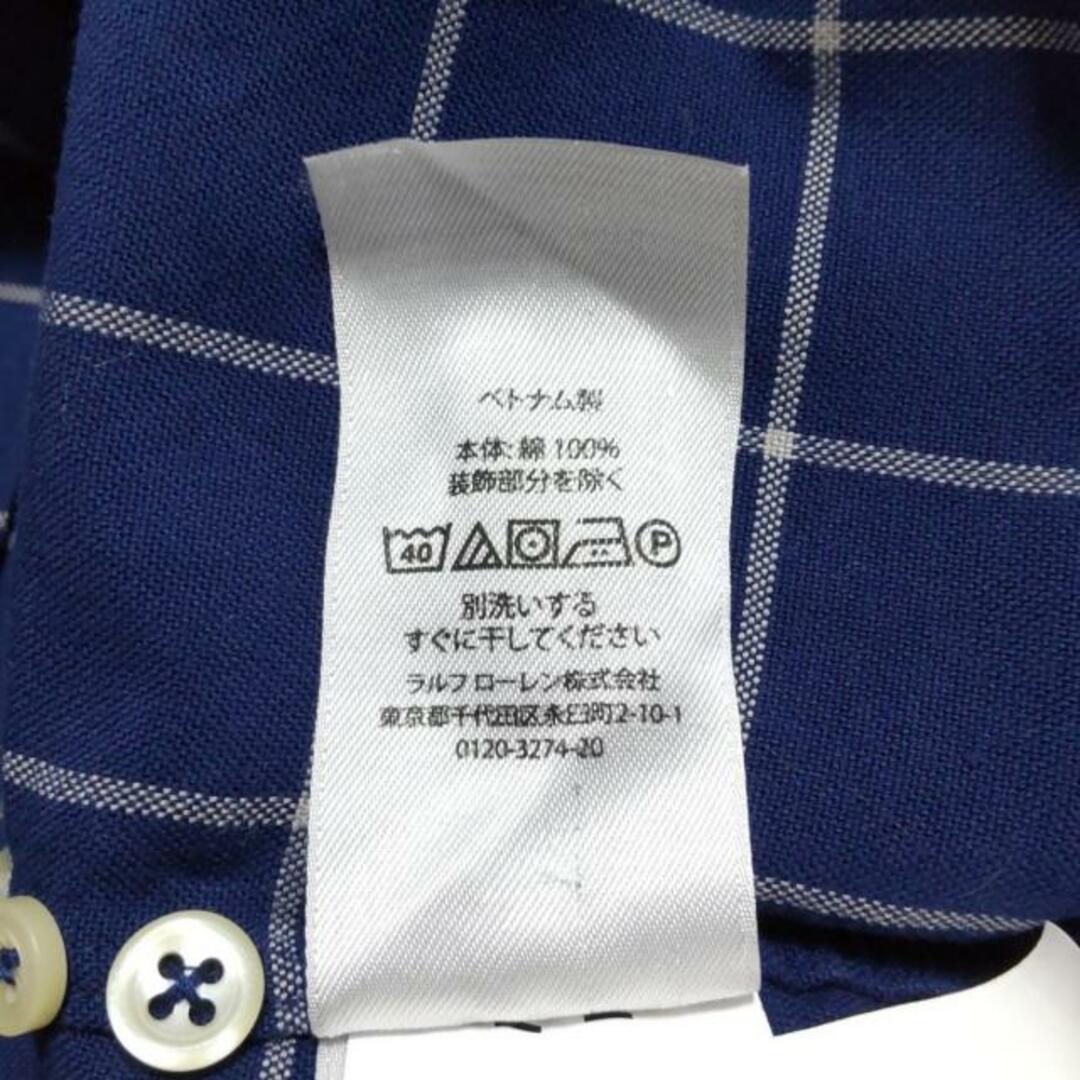 ベトナム製
本体: 綿 100%
装飾部分を除く
40 P
別洗いする
すぐに干してください
ラルフ ローレン株式会社
東京都千代田区永田町2-10-1
0120-3274-20